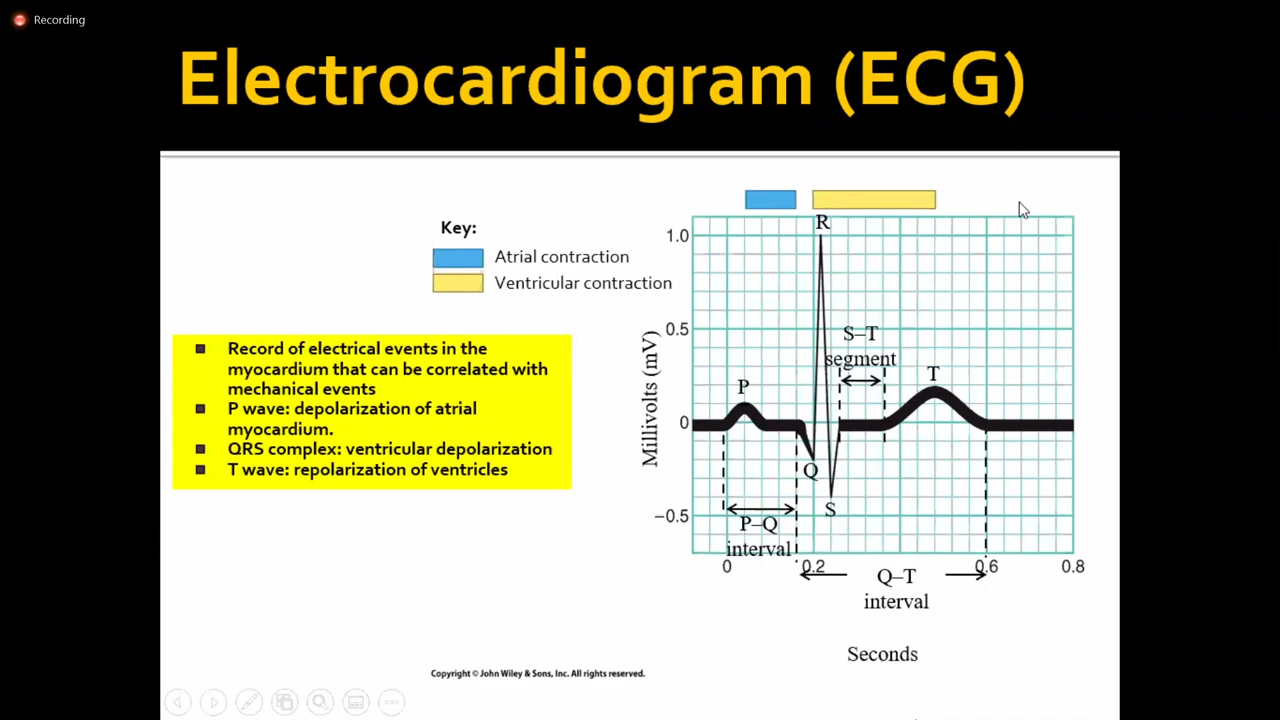 Recording
Electrocardiogram (ECG)
Key:
Atrial contraction
Ventricular contraction
Record of electrical events in the
myocardium that can be correlated with
mechanical events
P wave: depolarization of atrial
myocardium.
QRS complex: ventricular depolarization
T wave: repolarization of ventricles
R
1.0
0.5
S–T
segment
P
T
0
Q
S
−0.5
P–Q
interval
Millivolts (mV)
0
0.2
0.6
0.8
Q–T
interval
Seconds
Copyright © John Wiley & Sons, Inc. All rights reserved.